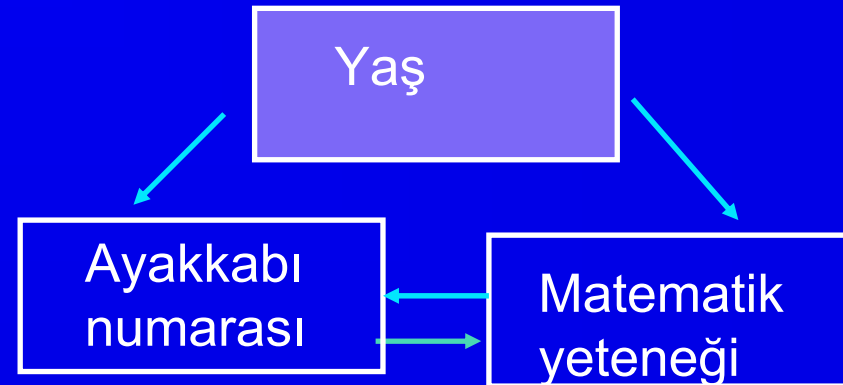 Yaş
Ayakkabı
numarası
Matematik
yeteneği